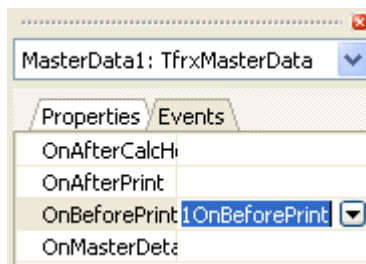 MasterData1: TfrxMasterData
Properties Events
OnAfterCalcH
OnAfterPrint
OnBeforePrint 1OnBeforePrint
OnMasterDeta